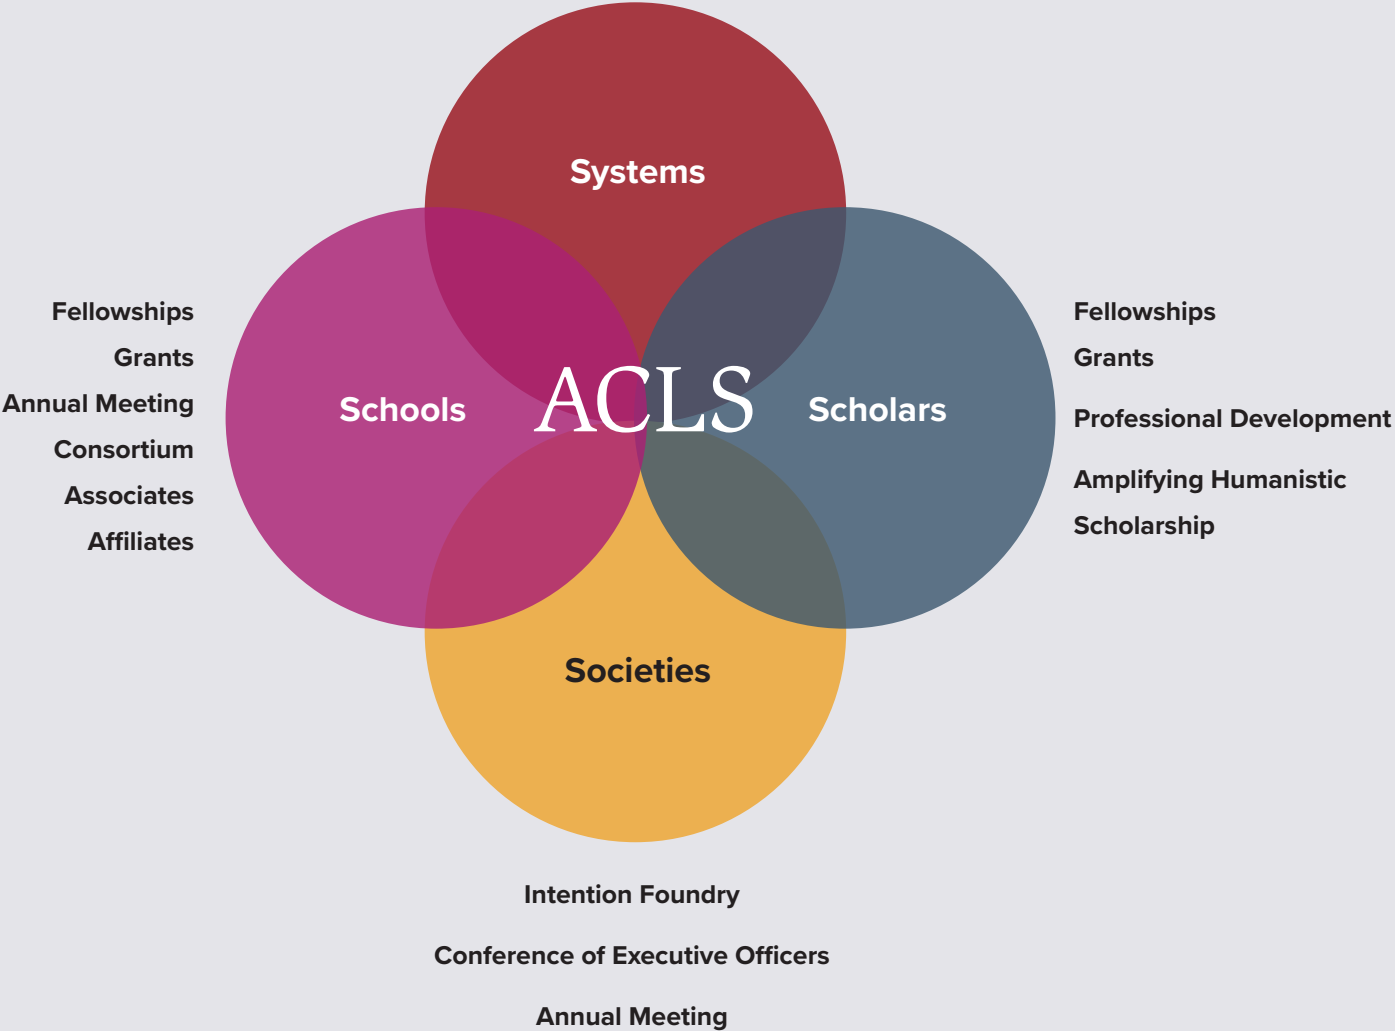 Systems
Fellowships
Grants
Annual Meeting
Consortium
Associates
Affiliates
Schools
ACLS
Scholars
Fellowships
Grants
Professional Development
Amplifying Humanistic
Scholarship
Societies
Intention Foundry
Conference of Executive Officers
Annual Meeting